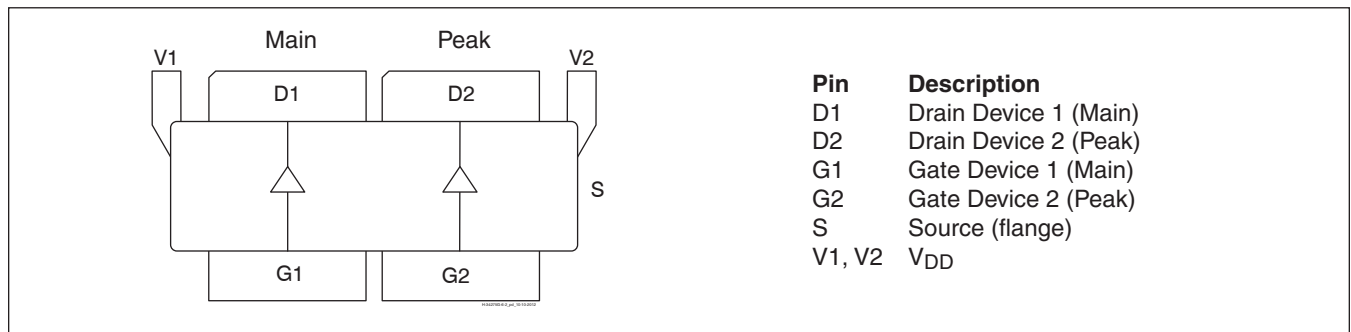 Main Peak
V1 V2
D1 D2
S
G1 G2
Pin Description
D1 Drain Device 1 (Main)
D2 Drain Device 2 (Peak)
G1 Gate Device 1 (Main)
G2 Gate Device 2 (Peak)
S Source (flange)
V1, V2 VDD